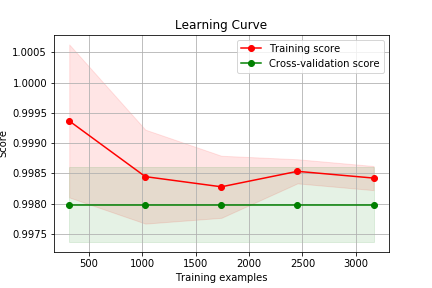 Learning Curve
Training score
Cross-validation score
1.0005
1.0000
0.9995
0.9990
0.9985
0.9980
0.9975
Score
500
1000
1500
2000
2500
3000
Training examples